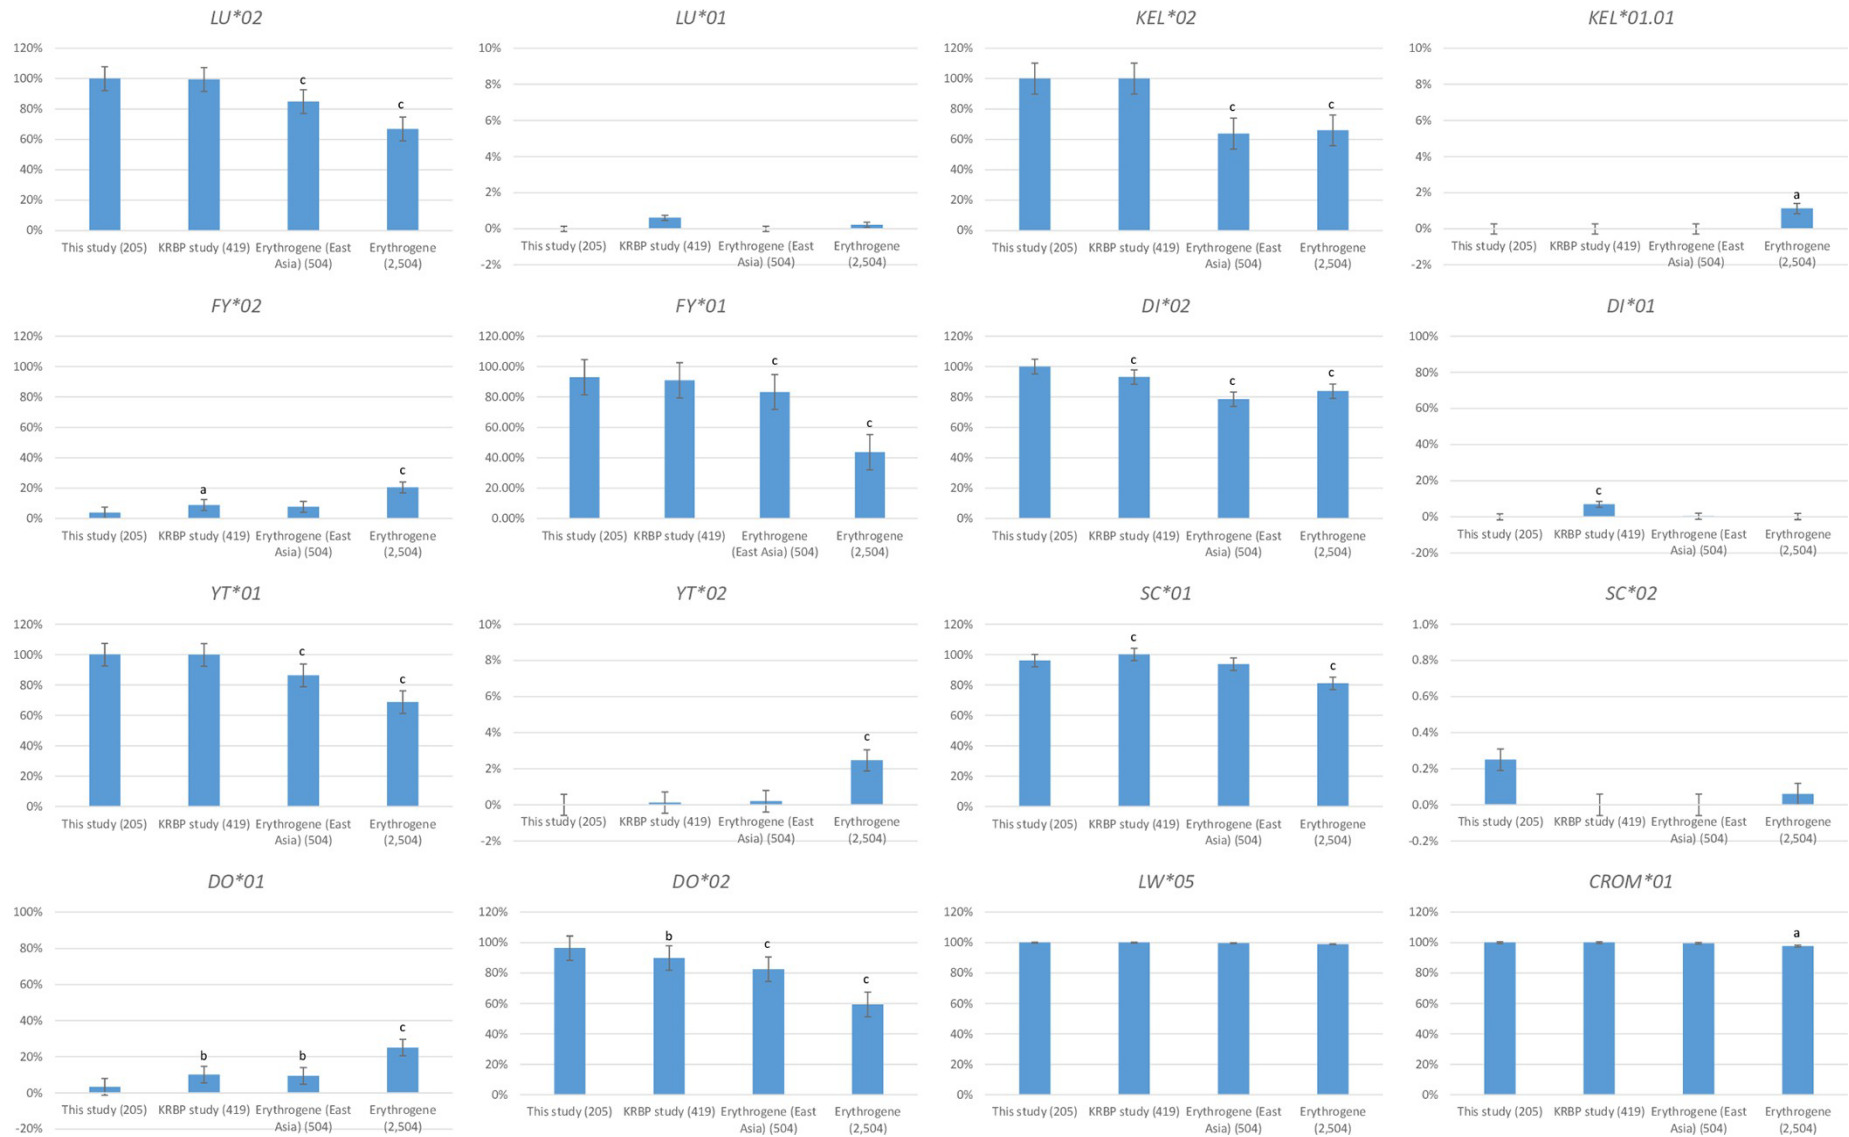 LU*02
120%
100%
80%
60%
40%
20%
0%
c
c
This study (205)
KRBP study (419)
Erythrogene (East
Asia) (504)
Erythrogene
(2,504)
LU*01
10%
8%
6%
4%
2%
0%
-2%
This study (205)
KRBP study (419)
Erythrogene (East
Asia) (504)
Erythrogene
(2,504)
KEL*02
120%
100%
80%
60%
40%
20%
0%
c
c
This study (205)
KRBP study (419)
Erythrogene (East
Asia) (504)
Erythrogene
(2,504)
KEL*01.01
10%
8%
6%
4%
2%
0%
-2%
a
This study (205)
KRBP study (419)
Erythrogene (East
Asia) (504)
Erythrogene
(2,504)
FY*02
120%
100%
80%
60%
40%
20%
0%
a
c
This study (205)
KRBP study (419)
Erythrogene (East
Asia) (504)
Erythrogene
(2,504)
FY*01
120.00%
100.00%
80.00%
60.00%
40.00%
20.00%
0.00%
c
c
This study (205)
KRBP study (419)
Erythrogene
(East Asia) (504)
Erythrogene
(2,504)
DI*02
120%
100%
80%
60%
40%
20%
0%
c
c
c
This study (205)
KRBP study (419)
Erythrogene (East
Asia) (504)
Erythrogene
(2,504)
DI*01
100%
80%
60%
40%
20%
0%
-20%
c
This study (205)
KRBP study (419)
Erythrogene (East
Asia) (504)
Erythrogene
(2,504)
YT*01
120%
100%
80%
60%
40%
20%
0%
c
c
This study (205)
KRBP study (419)
Erythrogene (East
Asia) (504)
Erythrogene
(2,504)
YT*02
10%
8%
6%
4%
2%
0%
-2%
c
This study (205)
KRBP study (419)
Erythrogene (East
Asia) (504)
Erythrogene
(2,504)
SC*01
120%
100%
80%
60%
40%
20%
0%
c
c
This study (205)
KRBP study (419)
Erythrogene (East
Asia) (504)
Erythrogene
(2,504)
SC*02
1.0%
0.8%
0.6%
0.4%
0.2%
0.0%
-0.2%
This study (205)
KRBP study (419)
Erythrogene (East
Asia) (504)
Erythrogene
(2,504)
DO*01
100%
80%
60%
40%
20%
0%
-20%
b
b
c
This study (205)
KRBP study (419)
Erythrogene (East
Asia) (504)
Erythrogene
(2,504)
DO*02
120%
100%
80%
60%
40%
20%
0%
b
c
c
This study (205)
KRBP study (419)
Erythrogene (East
Asia) (504)
Erythrogene
(2,504)
LW*05
120%
100%
80%
60%
40%
20%
0%
This study (205)
KRBP study (419)
Erythrogene (East
Asia) (504)
Erythrogene
(2,504)
CROM*01
120%
100%
80%
60%
40%
20%
0%
a
This study (205)
KRBP study (419)
Erythrogene (East
Asia) (504)
Erythrogene
(2,504)